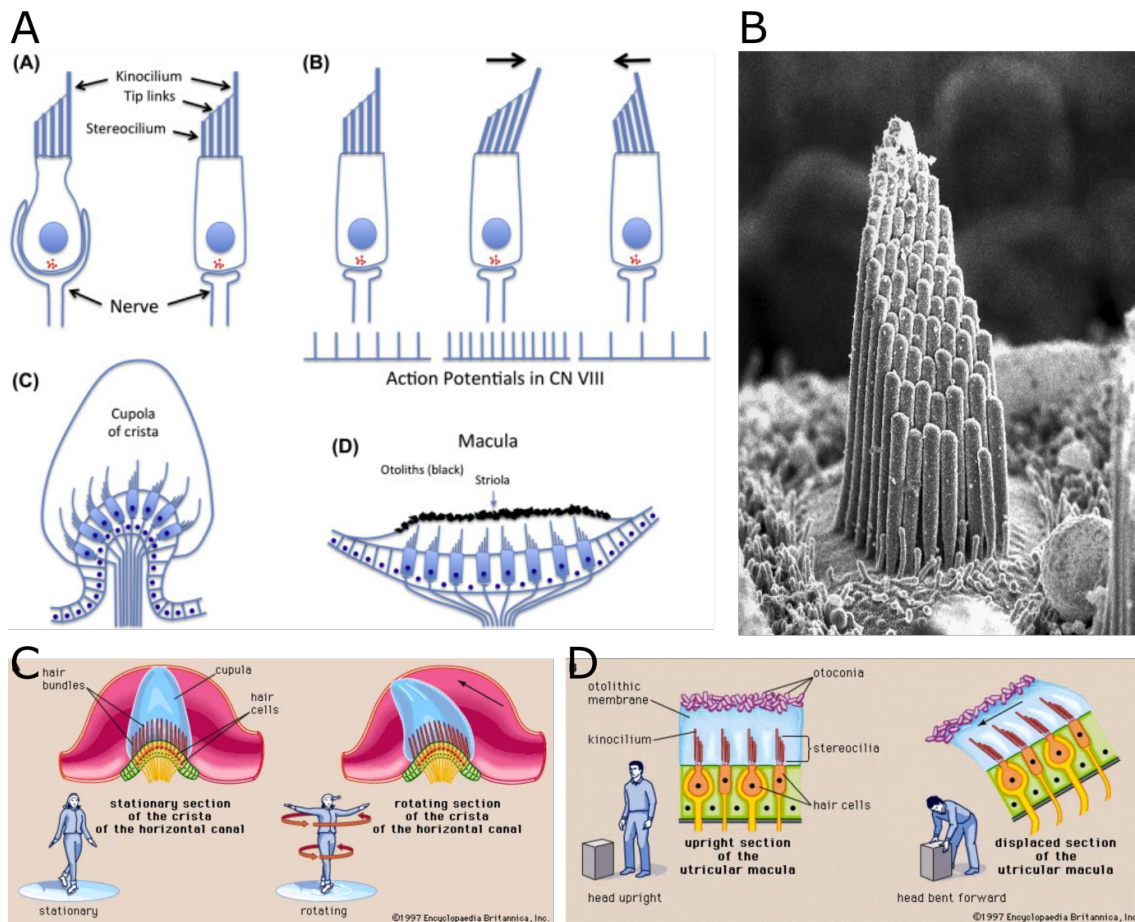 A
(A)
Kinocilium
Tip links
Stereocilium
Nerve
(B)
Action Potentials in CN VIII
(C)
Cupola
of crista
Macula
(D)
Otoliths (black)
Striola
B
C
hair
bundles
cupula
hair
cells
stationary section
of the crista
of the horizontal canal
rotating section
of the crista
of the horizontal canal
stationary
rotating
©1997 Encyclopaedia Britannica, Inc.
D
otolithic
membrane
otoconia
kinocilium
stereocilia
hair cells
upright section
of the
utricular macula
displaced section
of the
utricular macula
head upright
head bent forward
©1997 Encyclopaedia Britannica, Inc.